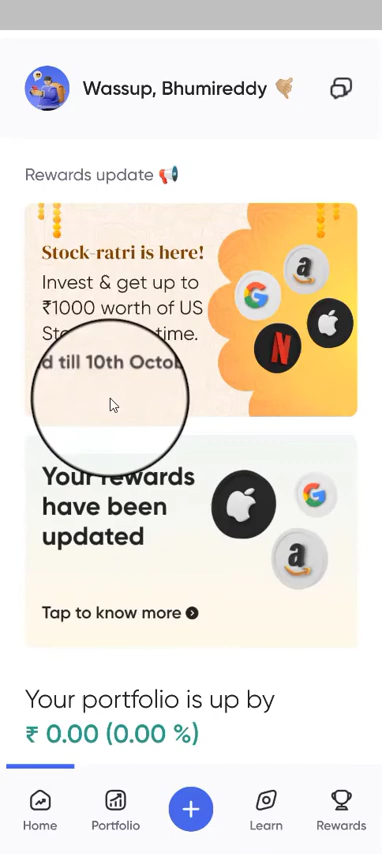 Wassup, Bhumireddy
Rewards update
Stock-ratri is here!
Invest & get up to
₹1000 worth of US
time.
d till 10th
Your rewards
have been
updated
Tap to know more
Your portfolio is up by
₹ 0.00 (0.00 %)
Home
Portfolio
Learn
Rewards